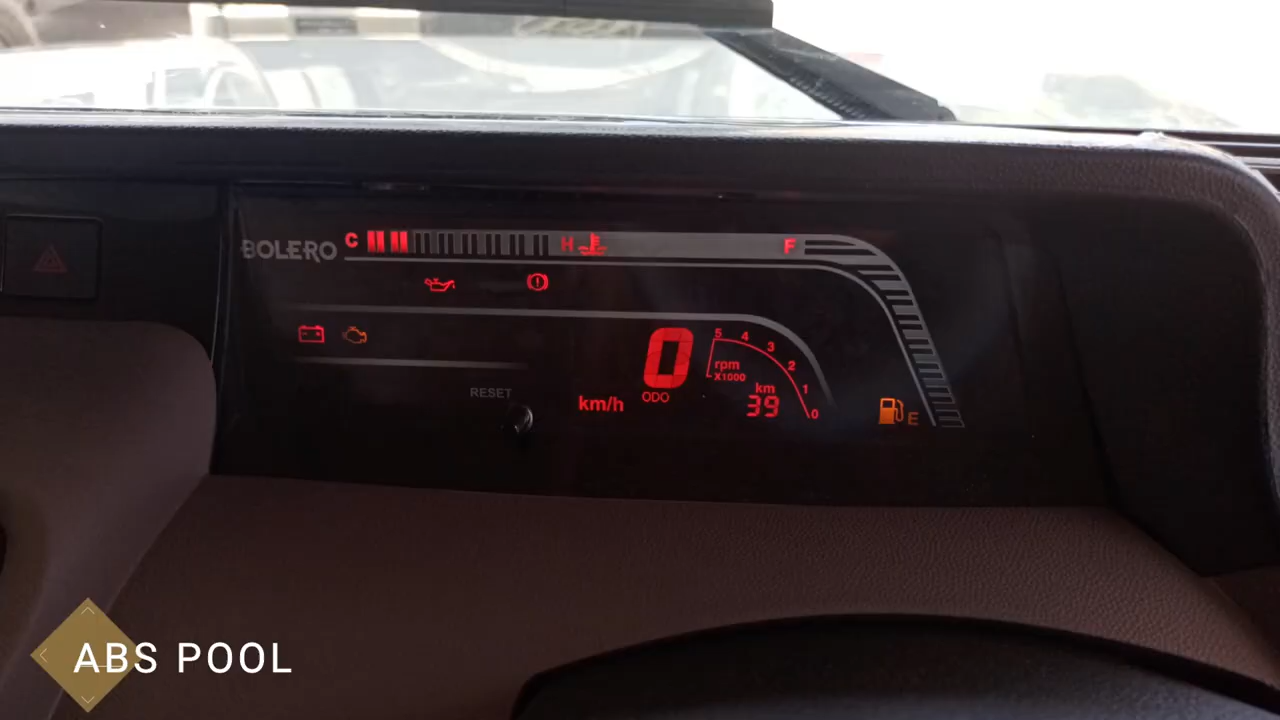 BOLERO
C
H
F
RESET
km/h
0
ODO
5 4 3 2 1 0
rpm
X1000
km
39
E
ABS POOL